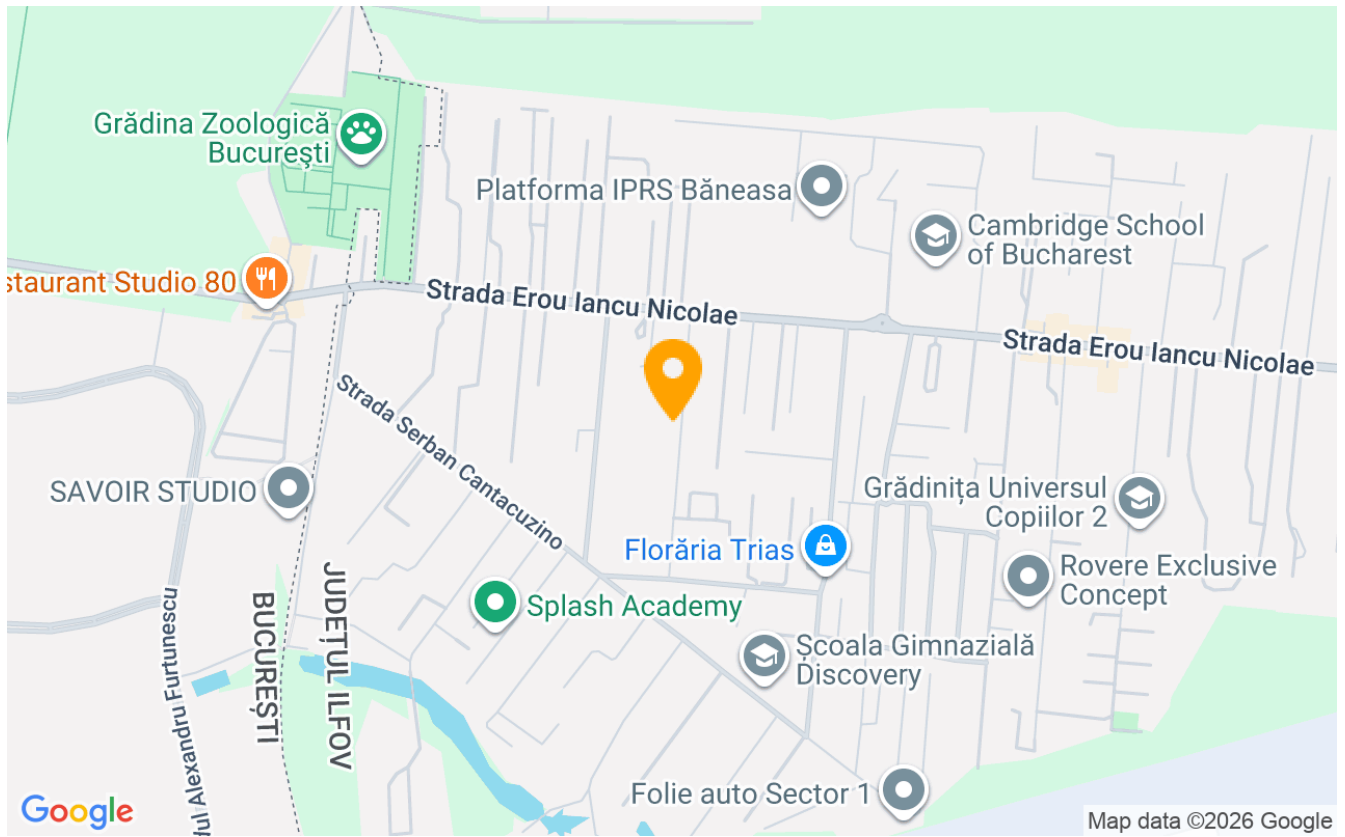 Grădina Zoologică
București
Platforma IPRS Băneasa
Cambridge School
of Bucharest
staurant Studio 80
Strada Erou Iancu Nicolae
Strada Erou Iancu Nicolae
Strada Serban Cantacuzino
SAVOIR STUDIO
Grădinița Universul
Copiilor 2
Florăria Trias
Rovere Exclusive
Concept
Splash Academy
JUDEȚUL ILFOV
BUCUREȘTI
Școala Gimnazială
Discovery
dul Alexandru Furtunescu
Folie auto Sector 1
Google
Map data ©2026 Google